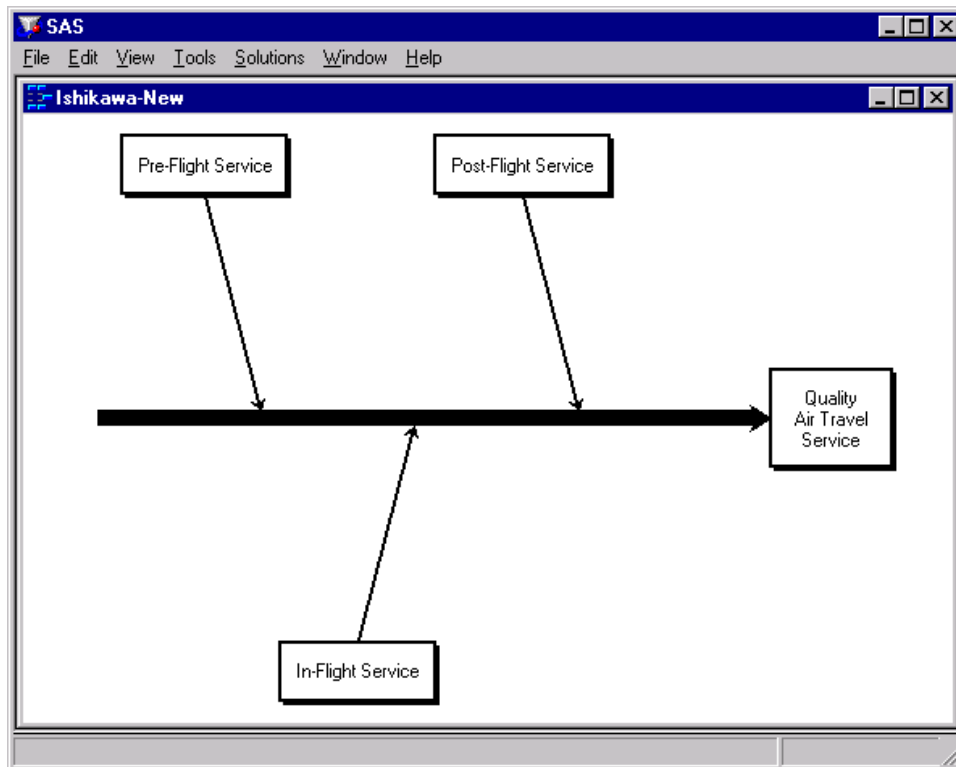 SAS
File Edit View Tools Solutions Window Help
Ishikawa-New
Pre-Flight Service
Post-Flight Service
Quality
Air Travel
Service
In-Flight Service